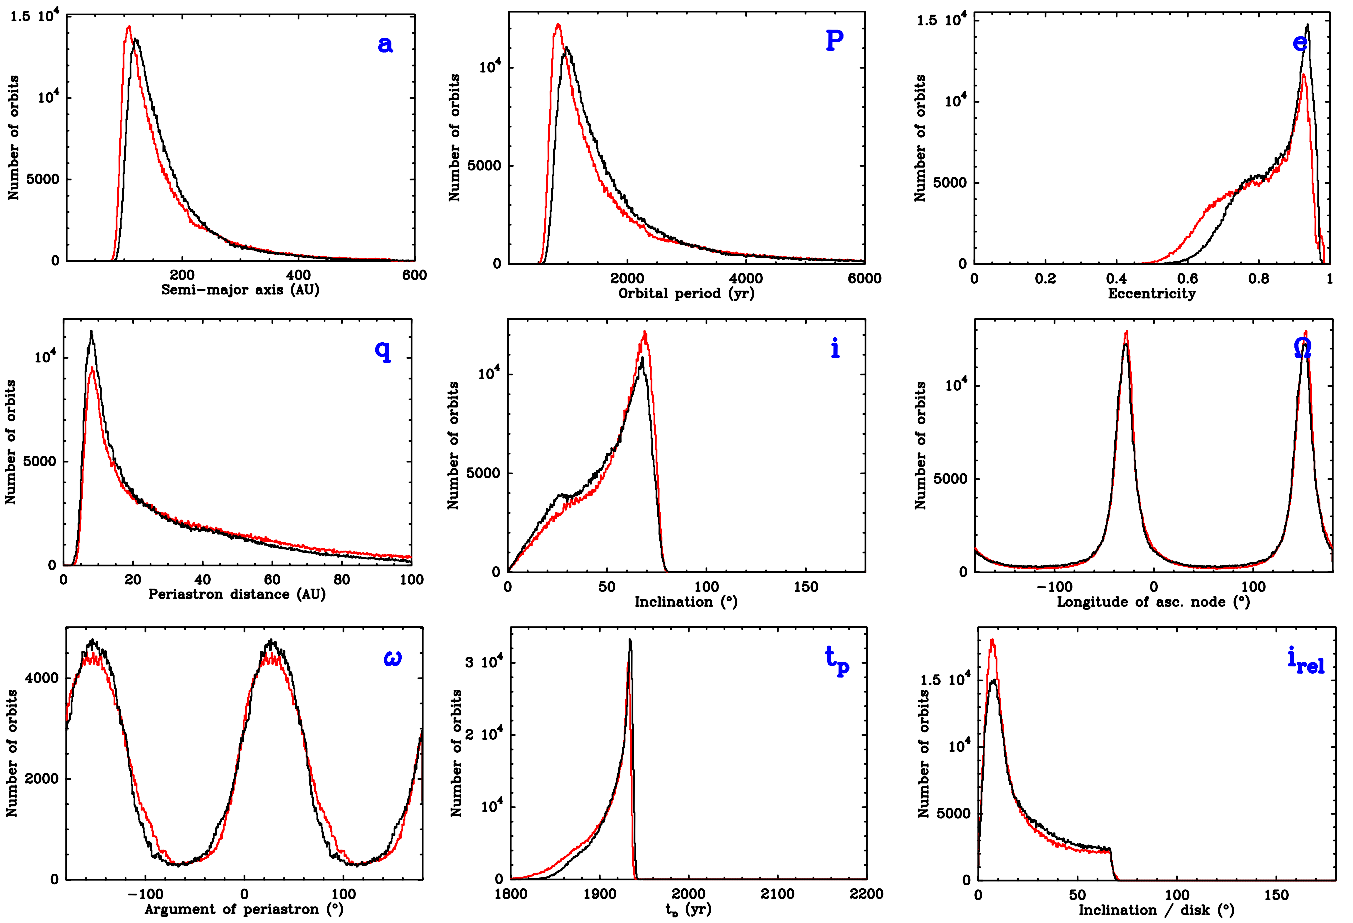 a
Number of orbits
1.5 10⁴
10⁴
5000
0
200
400
600
Semi-major axis (AU)
P
Number of orbits
10⁴
5000
0
2000
4000
6000
Orbital period (yr)
e
Number of orbits
1.5 10⁴
10⁴
5000
0
0
0.2
0.4
0.6
0.8
1
Eccentricity
q
Number of orbits
10⁴
5000
0
0
20
40
60
80
100
Periastron distance (AU)
i
Number of orbits
10⁴
5000
0
0
50
100
150
Inclination (°)
Ω
Number of orbits
10⁴
5000
0
−100
0
100
Longitude of asc. node (°)
ω
Number of orbits
4000
2000
0
−100
0
100
Argument of periastron (°)
tₚ
Number of orbits
3 10⁴
2 10⁴
10⁴
0
1800
1900
2000
2100
2200
tₚ (yr)
i_rel
Number of orbits
1.5 10⁴
10⁴
5000
0
0
50
100
150
Inclination / disk (°)